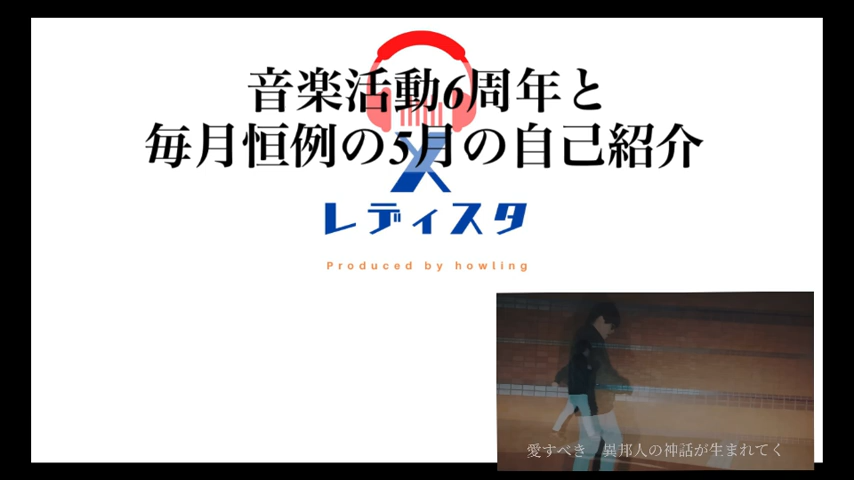 音楽活動6周年と
毎月恒例の5月の自己紹介
レディスタ
Produced by howling
愛すべき 異邦人の神話が生まれてく